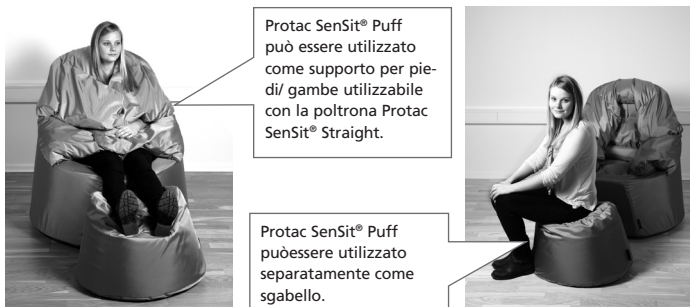 Protac SenSit® Puff
può essere utilizzato
come supporto per pie-
di/ gambe utilizzabile
con la poltrona Protac
SenSit® Straight.
Protac SenSit® Puff
puòessere utilizzato
separatamente come
sgabello.